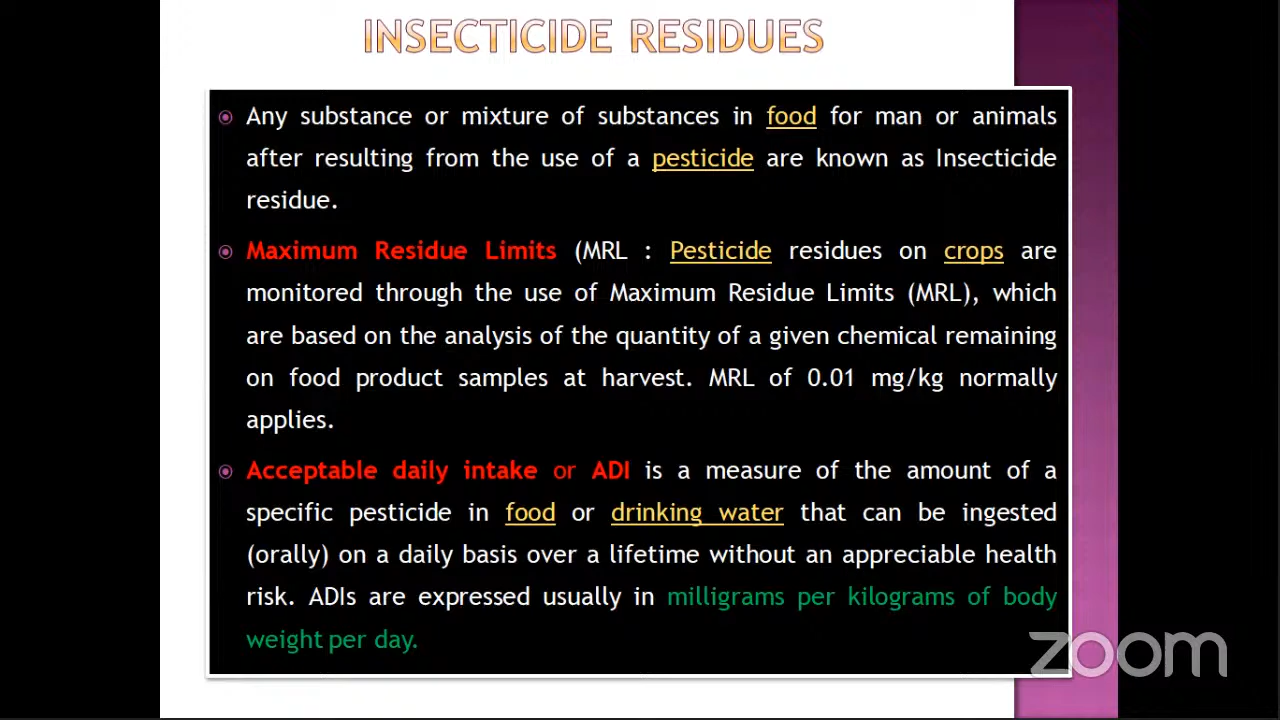 INSECTICIDE RESIDUES
Any substance or mixture of substances in food for man or animals
after resulting from the use of a pesticide are known as Insecticide
residue.
Maximum Residue Limits (MRL : Pesticide residues on crops are
monitored through the use of Maximum Residue Limits (MRL), which
are based on the analysis of the quantity of a given chemical remaining
on food product samples at harvest. MRL of 0.01 mg/kg normally
applies.
Acceptable daily intake or ADI is a measure of the amount of a
specific pesticide in food or drinking water that can be ingested
(orally) on a daily basis over a lifetime without an appreciable health
risk. ADIs are expressed usually in milligrams per kilograms of body
weight per day.
zoom